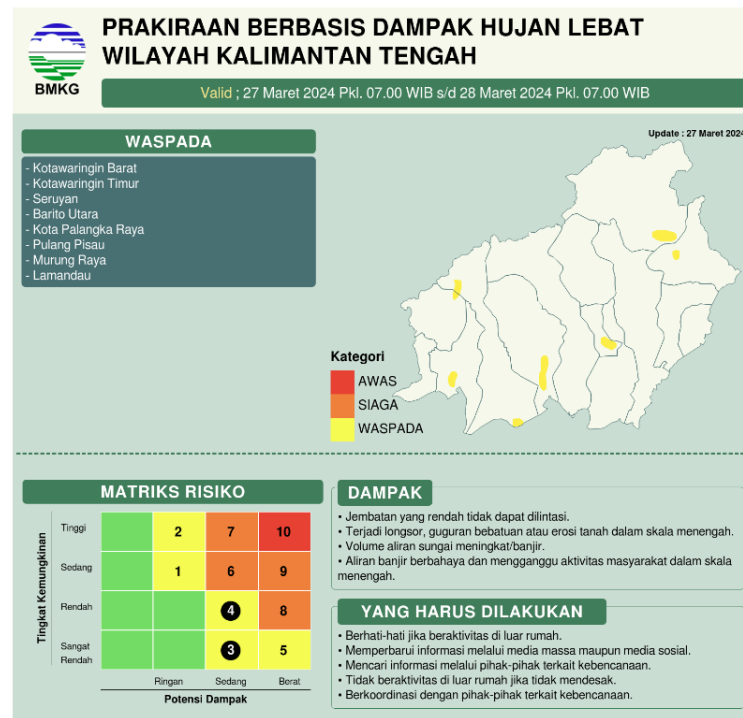 PRAKIRAAN BERBASIS DAMPAK HUJAN LEBAT
WILAYAH KALIMANTAN TENGAH
BMKG
Valid ; 27 Maret 2024 Pkl. 07.00 WIB s/d 28 Maret 2024 Pkl. 07.00 WIB
WASPADA
- Kotawaringin Barat
- Kotawaringin Timur
- Seruyan
- Barito Utara
- Kota Palangka Raya
- Pulang Pisau
- Murung Raya
- Lamandau
Update : 27 Maret 2024
Kategori
AWAS
SIAGA
WASPADA
MATRIKS RISIKO
Tingkat Kemungkinan
Tinggi
2 7 10
Sedang
1 6 9
Rendah
4 8
Sangat
Rendah
3 5
Ringan Sedang Berat
Potensi Dampak
DAMPAK
• Jembatan yang rendah tidak dapat dilintasi.
• Terjadi longsor, guguran bebatuan atau erosi tanah dalam skala menengah.
• Volume aliran sungai meningkat/banjir.
• Aliran banjir berbahaya dan mengganggu aktivitas masyarakat dalam skala
menengah.
YANG HARUS DILAKUKAN
• Berhati-hati jika beraktivitas di luar rumah.
• Memperbarui informasi melalui media massa maupun media sosial.
• Mencari informasi melalui pihak-pihak terkait kebencanaan.
• Tidak beraktivitas di luar rumah jika tidak mendesak.
• Berkoordinasi dengan pihak-pihak terkait kebencanaan.